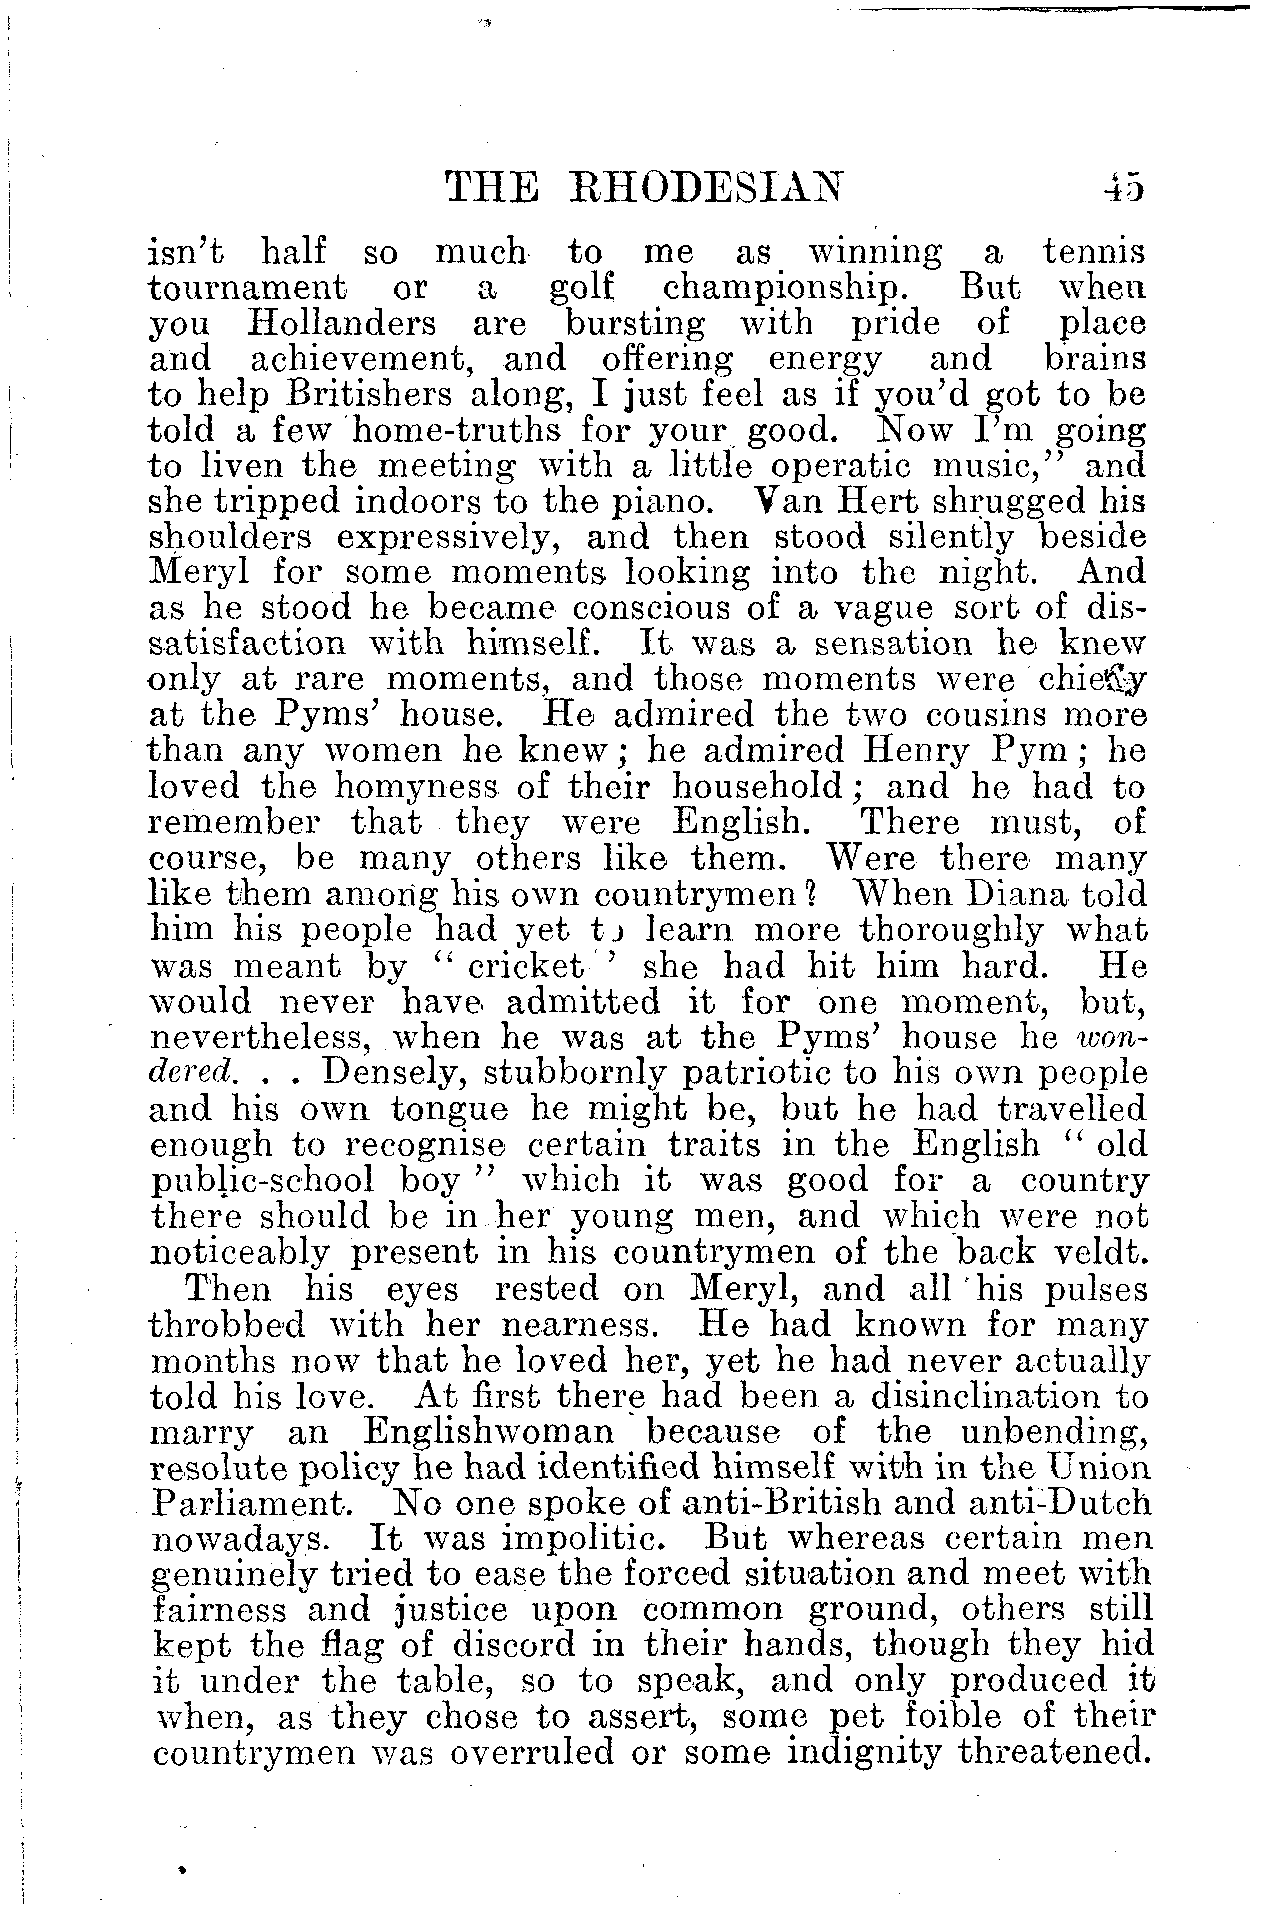 THE RHODESIAN 45
isn't half so much to me as winning a tennis
tournament or a golf championship. But when
you Hollanders are bursting with pride of place
and achievement, and offering energy and brains
to help Britishers along, I just feel as if you'd got to be
told a few home-truths for your good. Now I'm going
to liven the meeting with a little operatic music," and
she tripped indoors to the piano. Van Hert shrugged his
shoulders expressively, and then stood silently beside
Meryl for some moments looking into the night. And
as he stood he became conscious of a vague sort of dis-
satisfaction with himself. It was a sensation he knew
only at rare moments, and those moments were chiefly
at the Pyms' house. He admired the two cousins more
than any women he knew; he admired Henry Pym; he
loved the homyness of their household; and he had to
remember that they were English. There must, of
course, be many others like them. Were there many
like them among his own countrymen? When Diana told
him his people had yet to learn more thoroughly what
was meant by " cricket ' she had hit him hard. He
would never have admitted it for one moment, but,
nevertheless, when he was at the Pyms' house he won-
dered. . . Densely, stubbornly patriotic to his own people
and his own tongue he might be, but he had travelled
enough to recognise certain traits in the English " old
public-school boy " which it was good for a country
there should be in her young men, and which were not
noticeably present in his countrymen of the back veldt.
Then his eyes rested on Meryl, and all his pulses
throbbed with her nearness. He had known for many
months now that he loved her, yet he had never actually
told his love. At first there had been a disinclination to
marry an Englishwoman because of the unbending,
resolute policy he had identified himself with in the Union
Parliament. No one spoke of anti-British and anti-Dutch
nowadays. It was impolitic. But whereas certain men
genuinely tried to ease the forced situation and meet with
fairness and justice upon common ground, others still
kept the flag of discord in their hands, though they hid
it under the table, so to speak, and only produced it
when, as they chose to assert, some pet foible of their
countrymen was overruled or some indignity threatened.